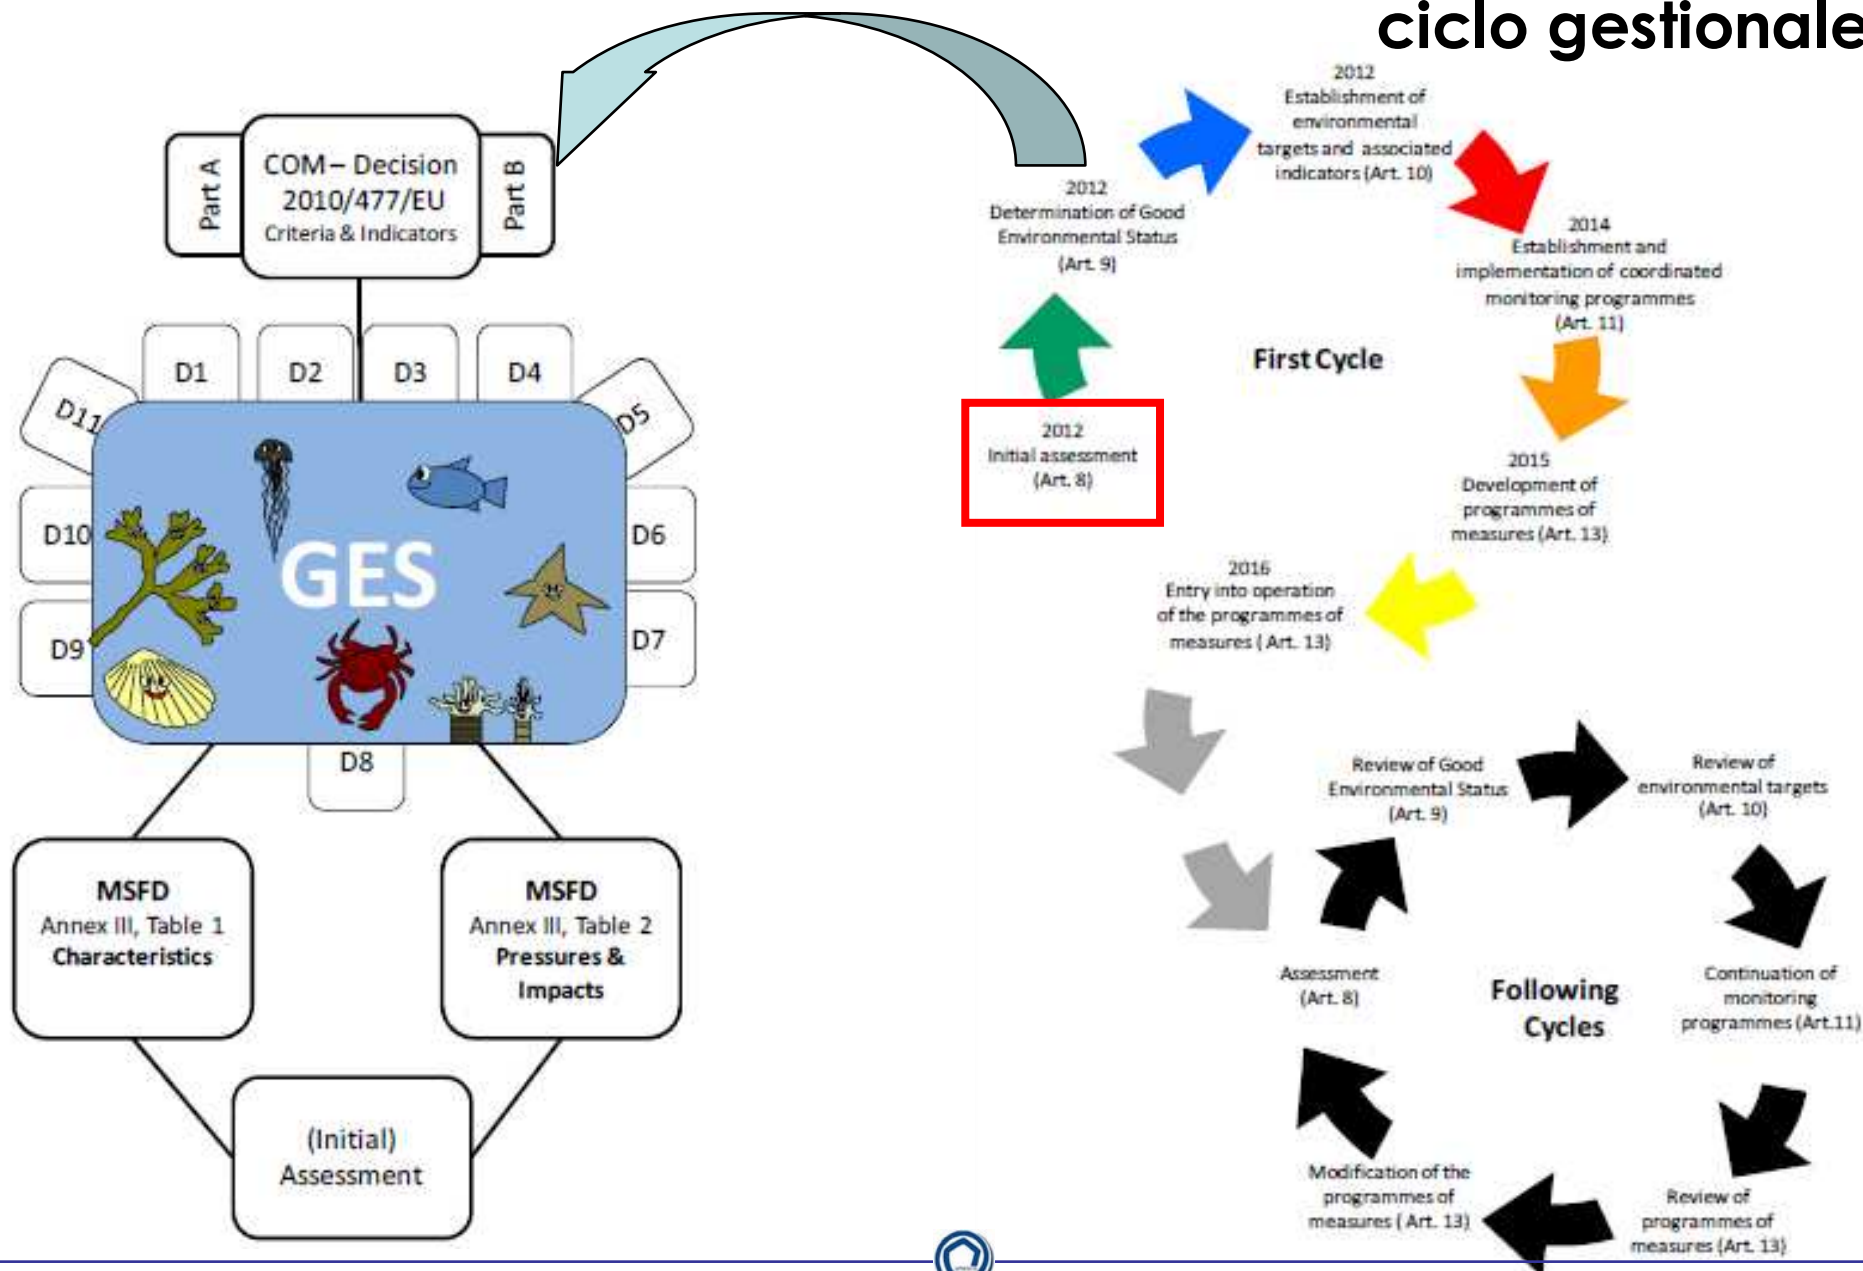 ciclo gestionale
Part A
COM – Decision
2010/477/EU
Criteria & Indicators
Part B
D1
D2
D3
D4
D5
D6
D7
D8
D9
D10
D11
GES
MSFD
Annex III, Table 1
Characteristics
MSFD
Annex III, Table 2
Pressures &
Impacts
(Initial)
Assessment
2012
Initial assessment
(Art. 8)
2012
Determination of Good
Environmental Status
(Art. 9)
2012
Establishment of
environmental
targets and associated
indicators (Art. 10)
2014
Establishment and
implementation of coordinated
monitoring programmes
(Art. 11)
First Cycle
2015
Development of
programmes of
measures (Art. 13)
2016
Entry into operation
of the programmes of
measures ( Art. 13)
Review of Good
Environmental Status
(Art. 9)
Review of
environmental targets
(Art. 10)
Continuation of
monitoring
programmes (Art.11)
Review of
programmes of
measures (Art. 13)
Modification of the
programmes of
measures ( Art. 13)
Assessment
(Art. 8)
Following
Cycles